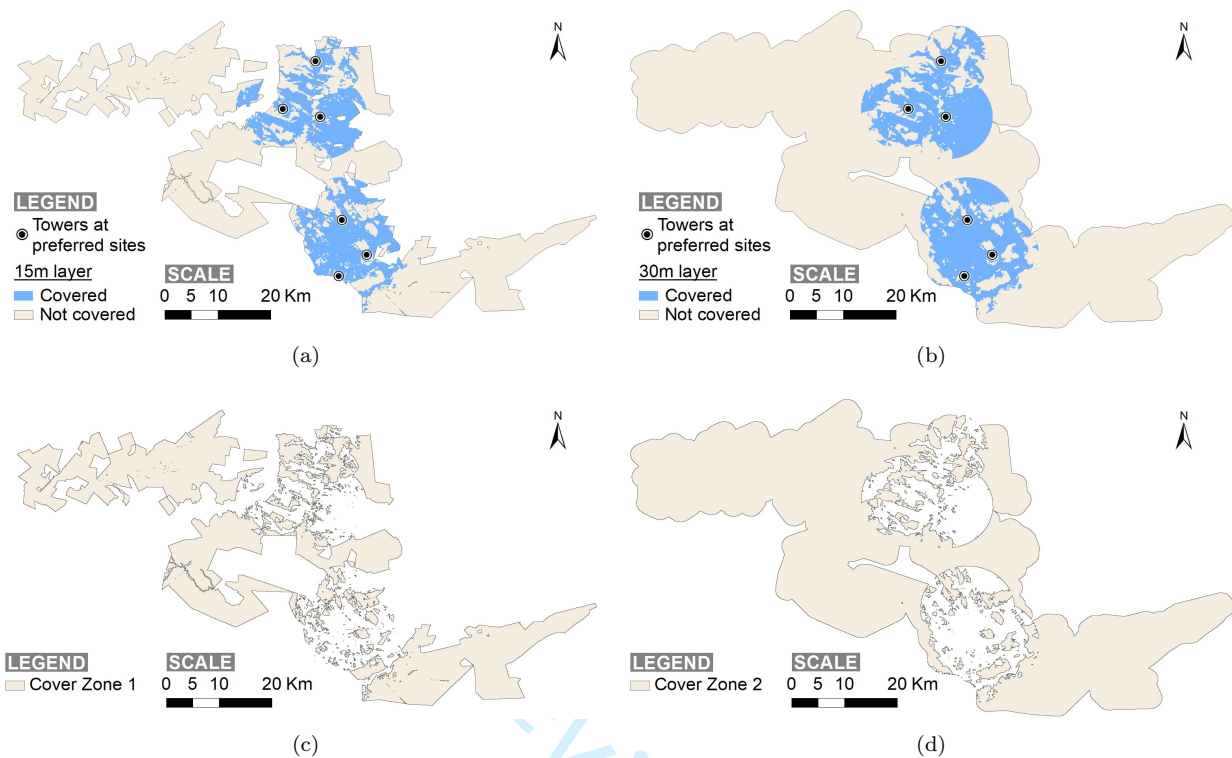 N
LEGEND
Towers at
preferred sites
15m layer
Covered
Not covered
SCALE
0 5 10 20 Km
(a)
N
LEGEND
Towers at
preferred sites
30m layer
Covered
Not covered
SCALE
0 5 10 20 Km
(b)
N
LEGEND
Cover Zone 1
SCALE
0 5 10 20 Km
(c)
N
LEGEND
Cover Zone 2
SCALE
0 5 10 20 Km
(d)